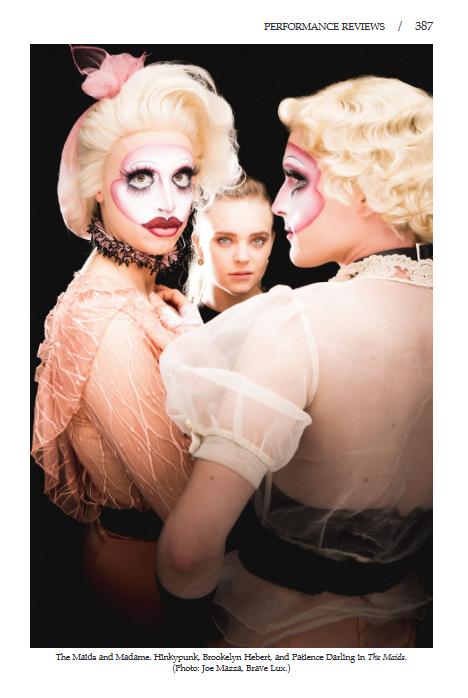 PERFORMANCE REVIEWS / 387
The Maids and Madame. Hinkypunk, Brookelyn Hebert, and Patience Darling in The Maids.
(Photo: Joe Mazza, Brave Lux.)